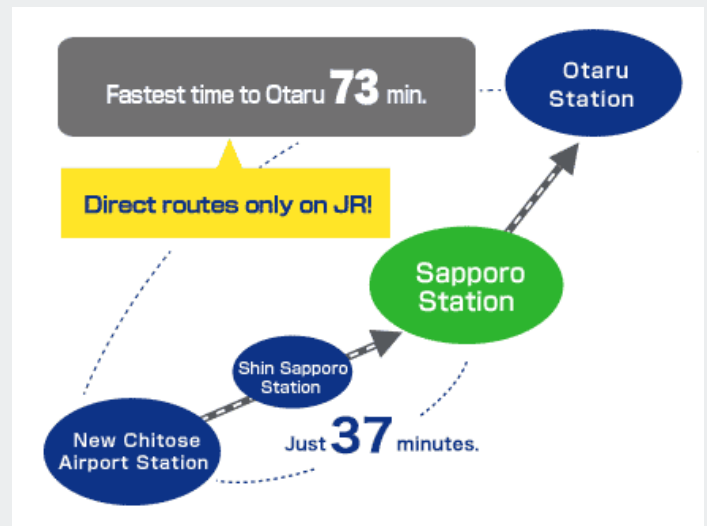 Fastest time to Otaru 73 min.
Otaru
Station
Direct routes only on JR!
Sapporo
Station
Shin Sapporo
Station
New Chitose
Airport Station
Just 37 minutes.